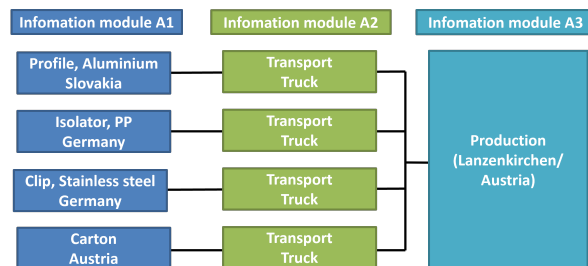 Infomation module A1
Infomation module A2
Infomation module A3
Profile, Aluminium
Slovakia
Transport
Truck
Isolator, PP
Germany
Transport
Truck
Clip, Stainless steel
Germany
Transport
Truck
Carton
Austria
Transport
Truck
Production
(Lanzenkirchen/
Austria)